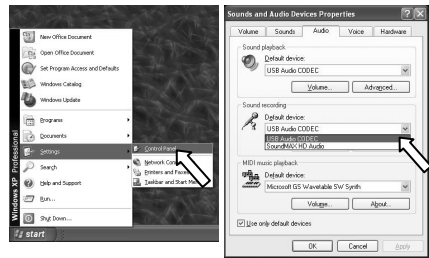 New Office Document
Open Office Document
Set Program Access and Defaults
Windows Catalog
Windows Update
Programs
Documents
Settings
Search
Help and Support
Run...
Shut Down...
Windows XP Professional
start
Control Panel
Network Con
Printers and Faxes
Taskbar and Start Me
Sounds and Audio Devices Properties
Volume Sounds Audio Voice Hardware
Sound playback
Default device:
USB Audio CODEC
Volume... Advanced...
Sound recording
Default device:
USB Audio CODEC
USB Audio CODEC
SoundMAX HD Audio
MIDI music playback
Default device:
Microsoft GS Wavetable SW Synth
Volume... About...
Use only default devices
OK Cancel Apply